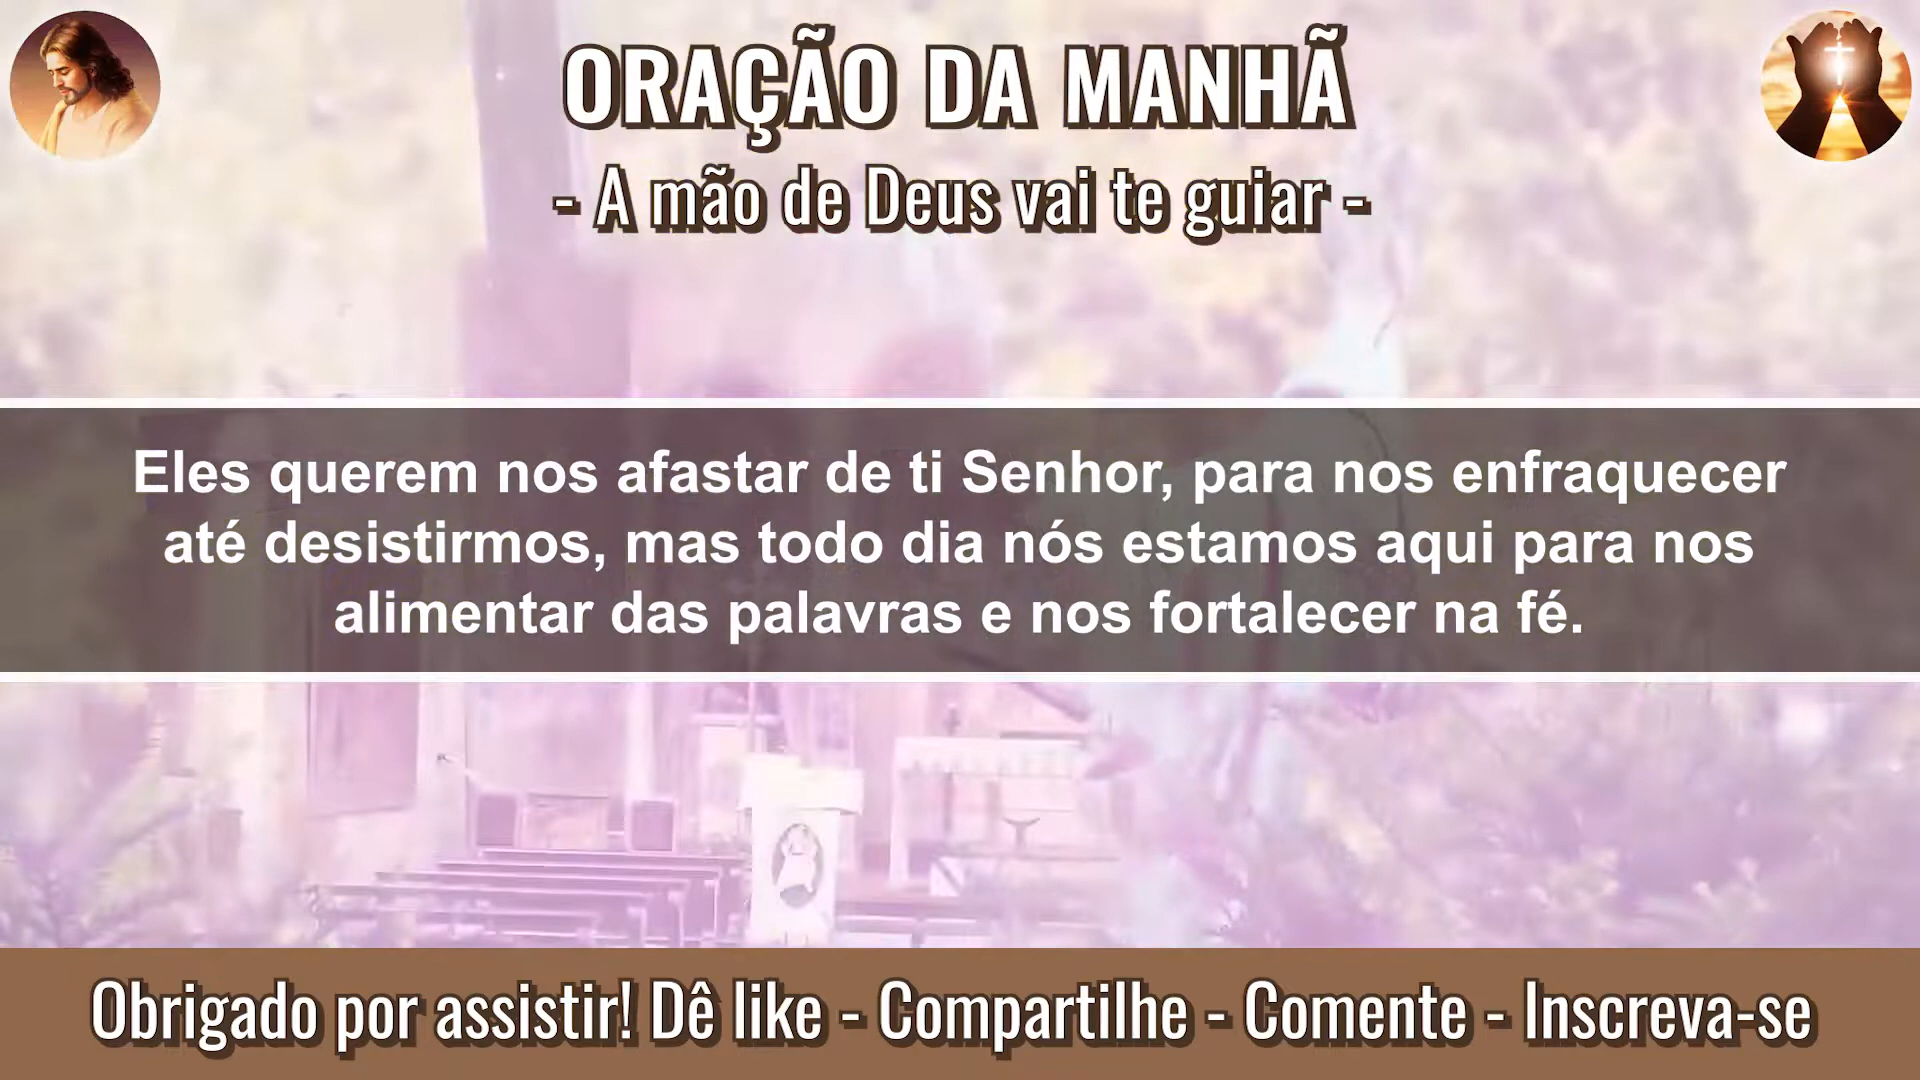 ORAÇÃO DA MANHÃ
- A mão de Deus vai te guiar -
Eles querem nos afastar de ti Senhor, para nos enfraquecer
até desistirmos, mas todo dia nós estamos aqui para nos
alimentar das palavras e nos fortalecer na fé.
Obrigado por assistir! Dê like - Compartilhe - Comente - Inscreva-se